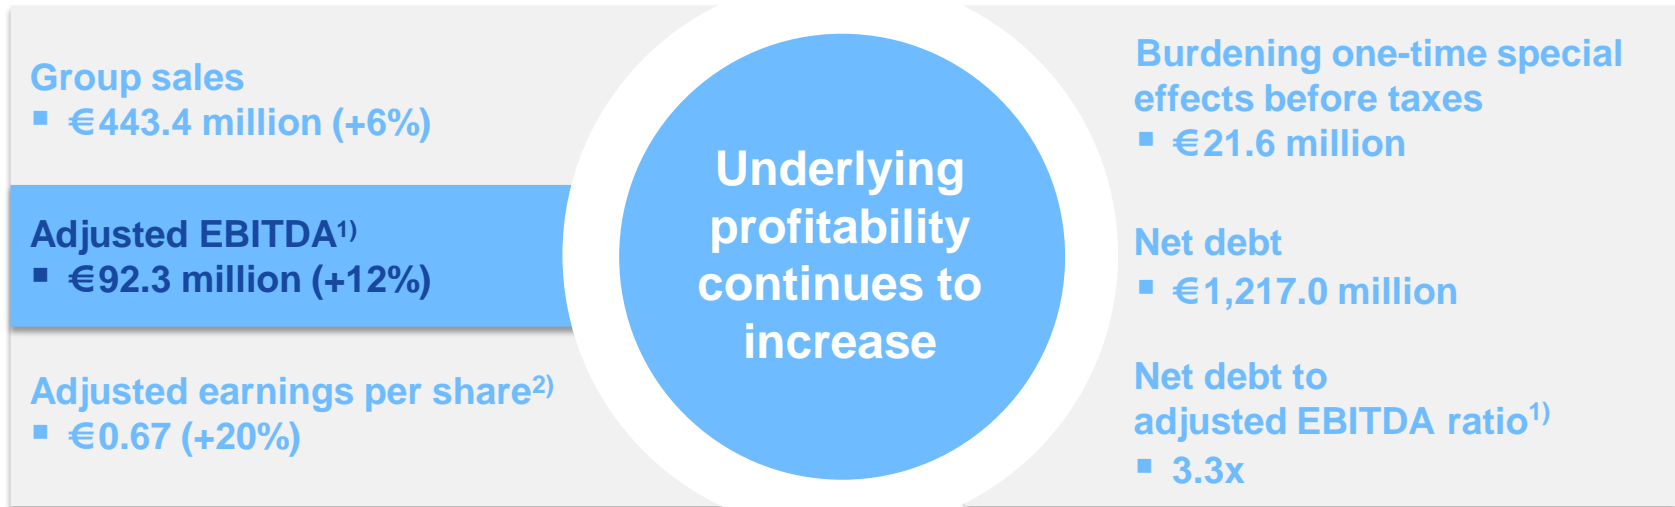 Group sales
▪ €443.4 million (+6%)
Adjusted EBITDA1)
▪ €92.3 million (+12%)
Adjusted earnings per share2)
▪ €0.67 (+20%)
Underlying
profitability
continues to
increase
Burdening one-time special
effects before taxes
▪ €21.6 million
Net debt
▪ €1,217.0 million
Net debt to
adjusted EBITDA ratio1)
▪ 3.3x